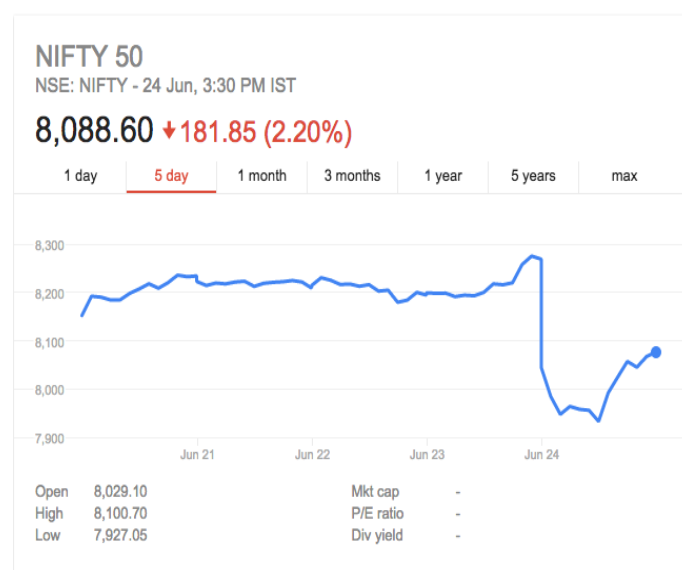 NIFTY 50
NSE: NIFTY - 24 Jun, 3:30 PM IST
8,088.60 181.85 (2.20%)
1 day 5 day 1 month 3 months 1 year 5 years max
8,300
8,200
8,100
8,000
7,900
Jun 21 Jun 22 Jun 23 Jun 24
Open 8,029.10 Mkt cap -
High 8,100.70 P/E ratio -
Low 7,927.05 Div yield -